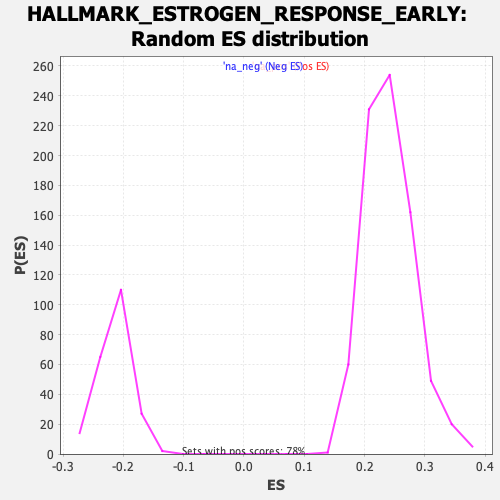 HALLMARK_ESTROGEN_RESPONSE_EARLY:
Random ES distribution
'na_neg' (Neg ES) os ES)
260
240
220
200
180
160
140
120
100
80
60
40
20
0
P(ES)
Sets with pos scores: 78%
-0.3 -0.2 -0.1 0.0 0.1 0.2 0.3 0.4
ES